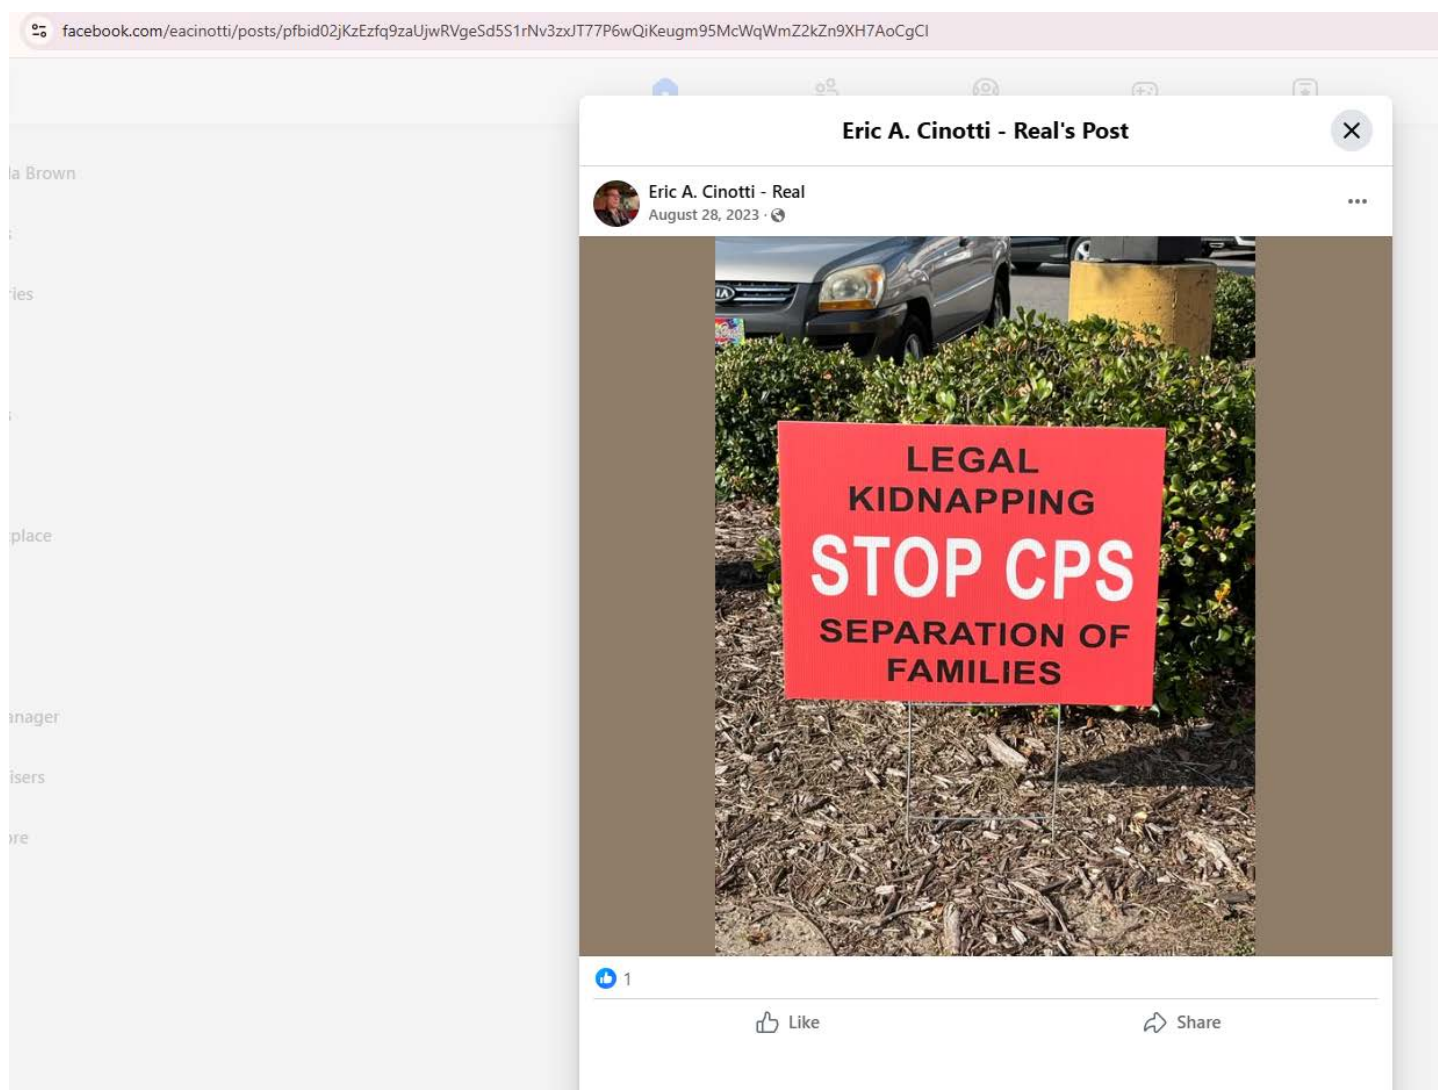 facebook.com/eacinotti/posts/pfbid02jKzEzfq9zaUjwRVgeSd5S1rNv3zxJT77P6wQiKeugm95McWqWmZ2kZn9XH7AoCgCl
Eric A. Cinotti - Real's Post
la Brown
Eric A. Cinotti - Real
August 28, 2023 ·
ries
place
anager
isers
ore
LEGAL
KIDNAPPING
STOP CPS
SEPARATION OF
FAMILIES
1
Like
Share